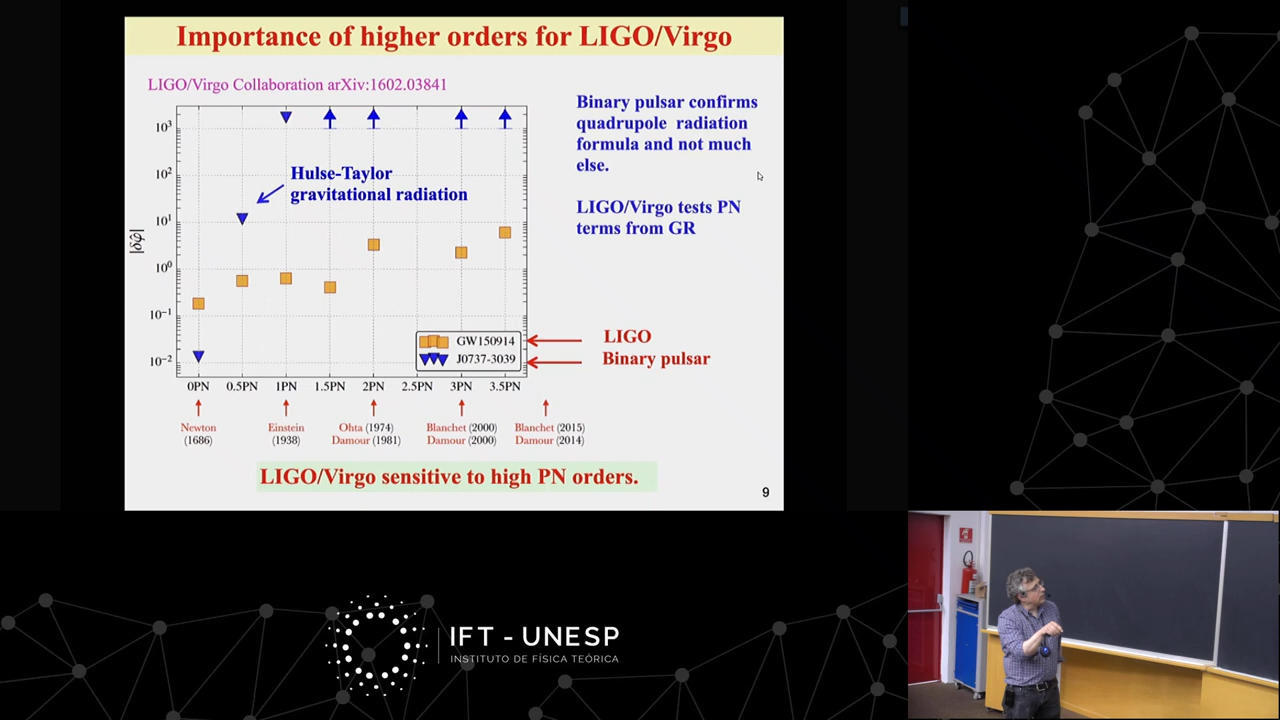 Importance of higher orders for LIGO/Virgo
LIGO/Virgo Collaboration arXiv:1602.03841
10³
10²
10¹
10⁰
10⁻¹
10⁻²
|δφ̂|
Hulse-Taylor
gravitational radiation
GW150914
J0737-3039
0PN 0.5PN 1PN 1.5PN 2PN 2.5PN 3PN 3.5PN
Newton
(1686)
Einstein
(1938)
Ohta (1974)
Damour (1981)
Blanchet (2000)
Damour (2000)
Blanchet (2015)
Damour (2014)
Binary pulsar confirms
quadrupole radiation
formula and not much
else.
LIGO/Virgo tests PN
terms from GR
LIGO
Binary pulsar
LIGO/Virgo sensitive to high PN orders.
9
IFT - UNESP
INSTITUTO DE FÍSICA TEÓRICA